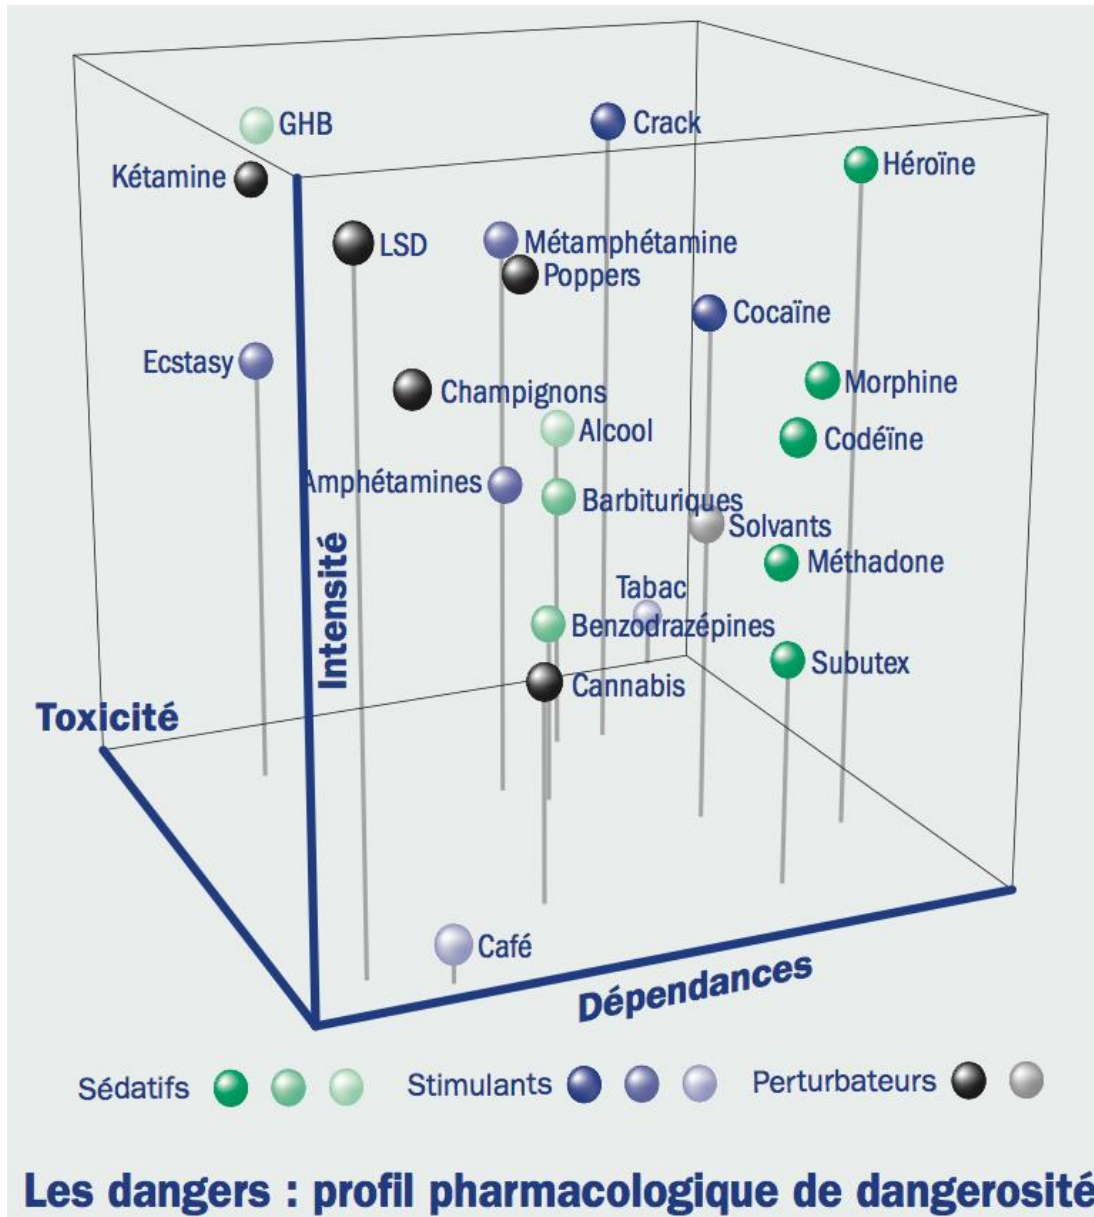 GHB
Crack
Kétamine
Héroïne
LSD
Métamphétamine
Poppers
Cocaïne
Ecstasy
Champignons
Morphine
Alcool
Codéïne
Amphétamines
Barbituriques
Solvants
Intensité
Méthadone
Tabac
Benzodrazépines
Subutex
Cannabis
Toxicité
Café
Dépendances
Sédatifs
Stimulants
Perturbateurs
Les dangers : profil pharmacologique de dangerosité